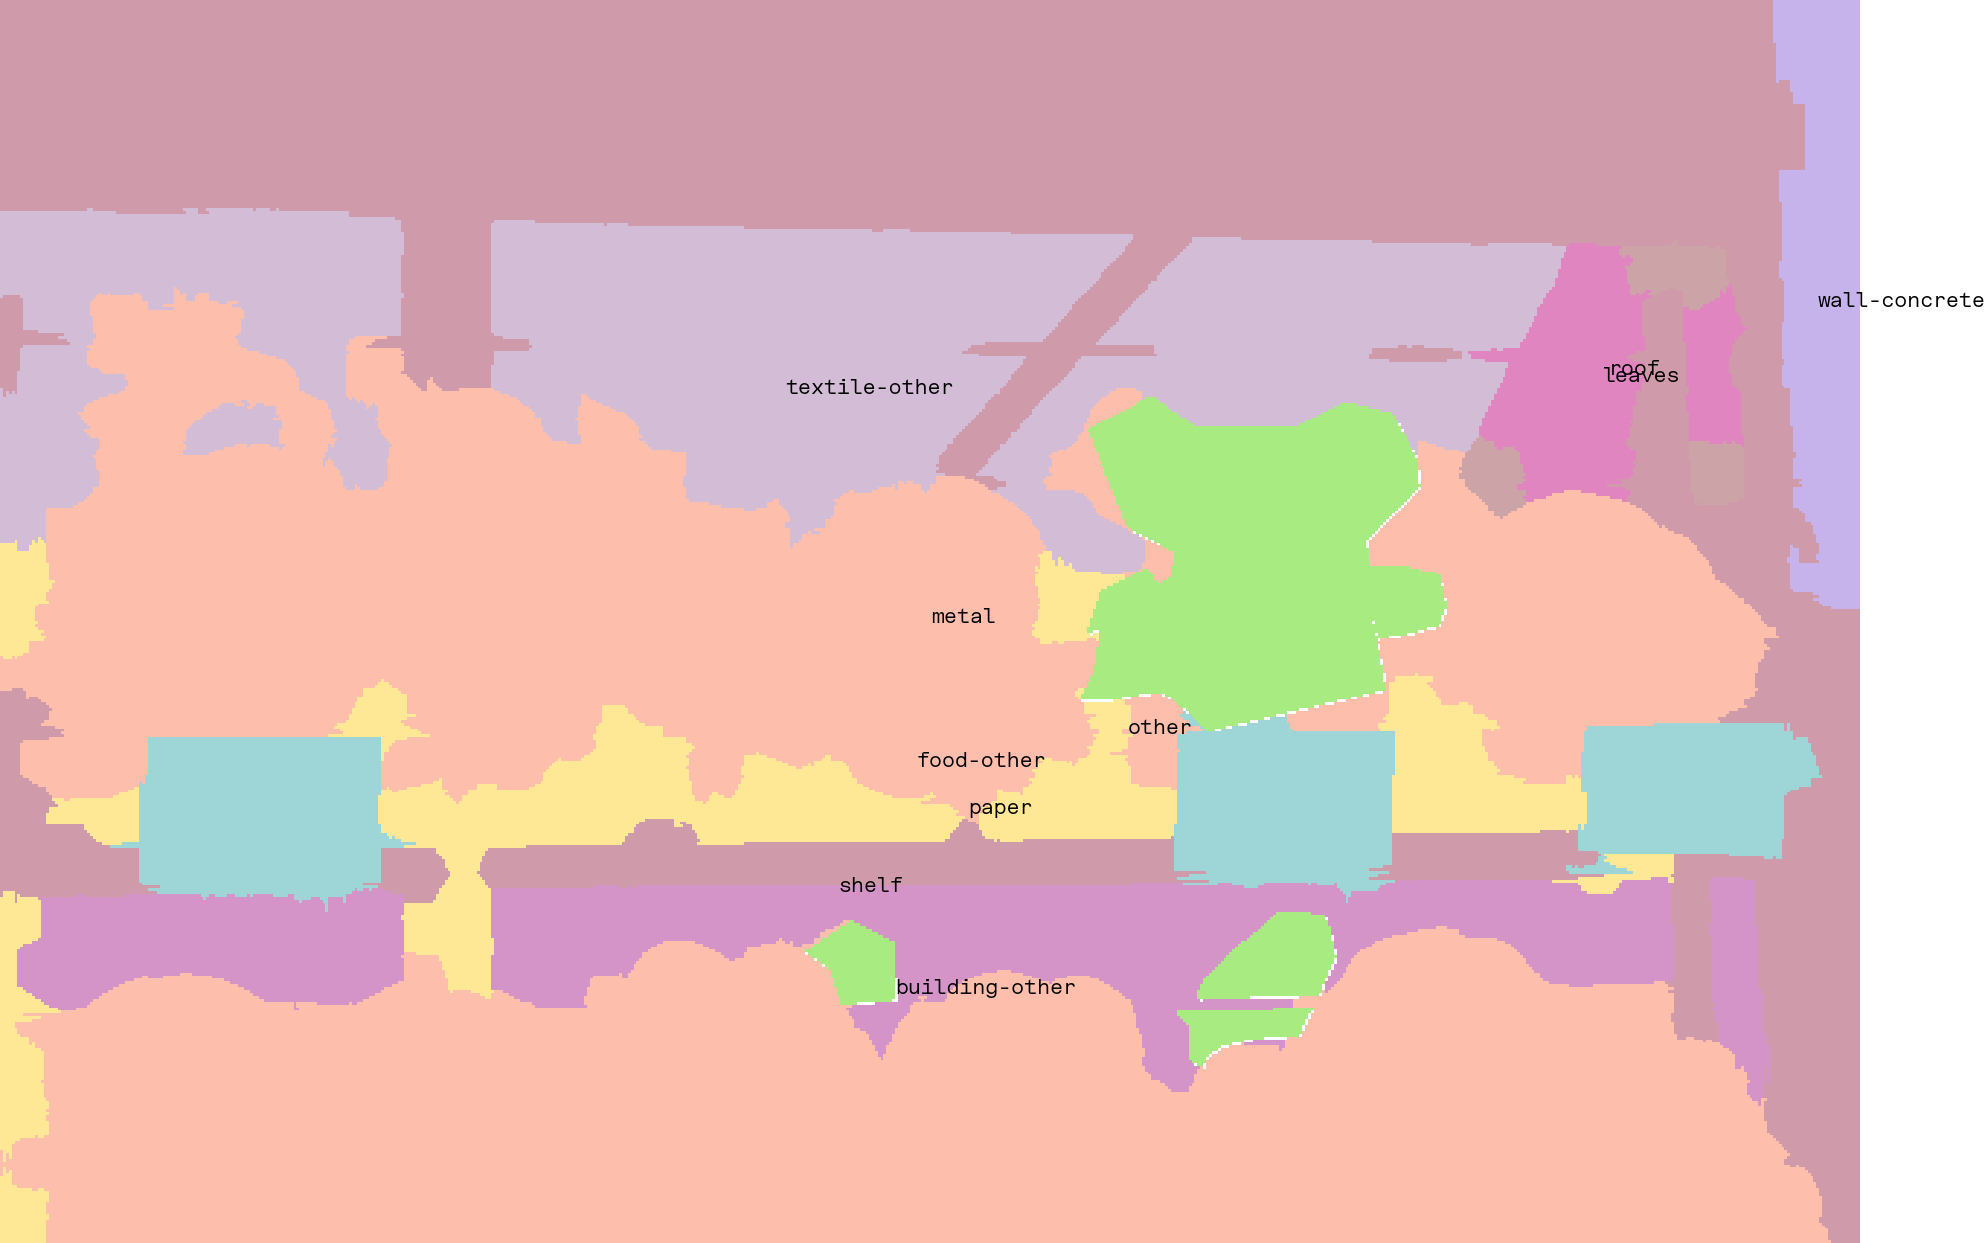 wall-concrete
roof
leaves
textile-other
metal
other
food-other
paper
shelf
building-other